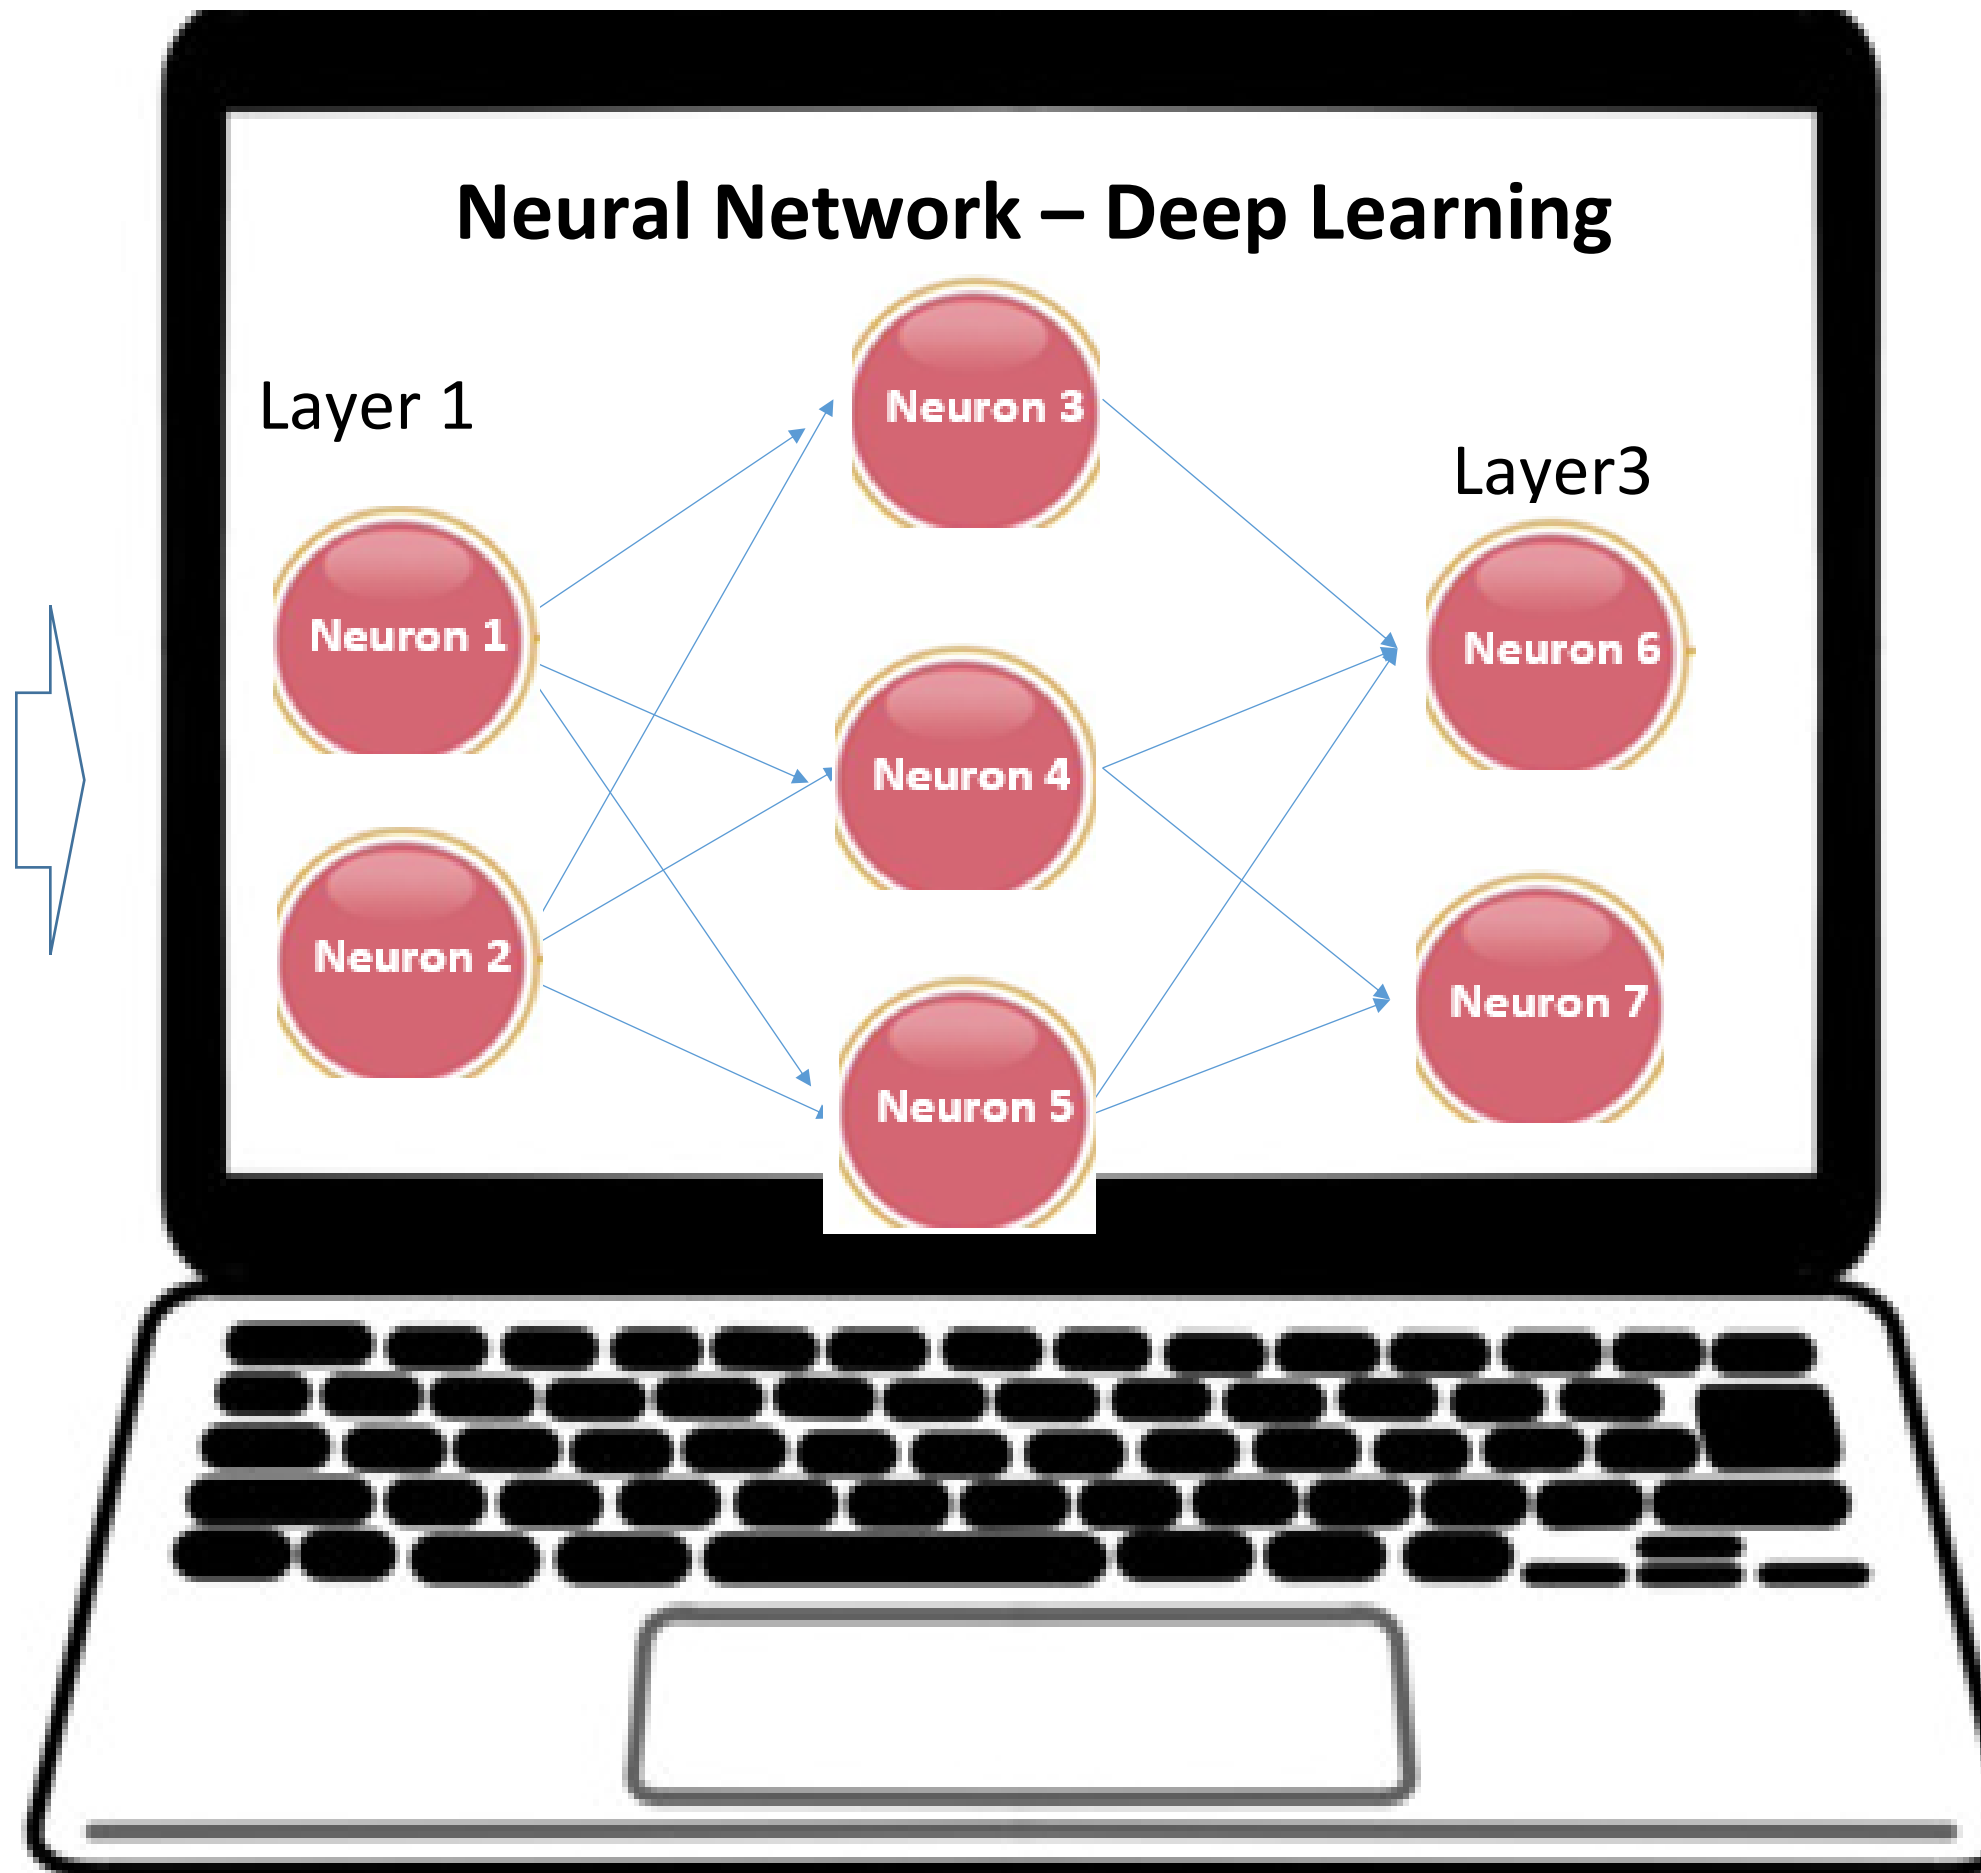 Neural Network – Deep Learning
Layer 1
Layer3
Neuron 1
Neuron 2
Neuron 3
Neuron 4
Neuron 5
Neuron 6
Neuron 7